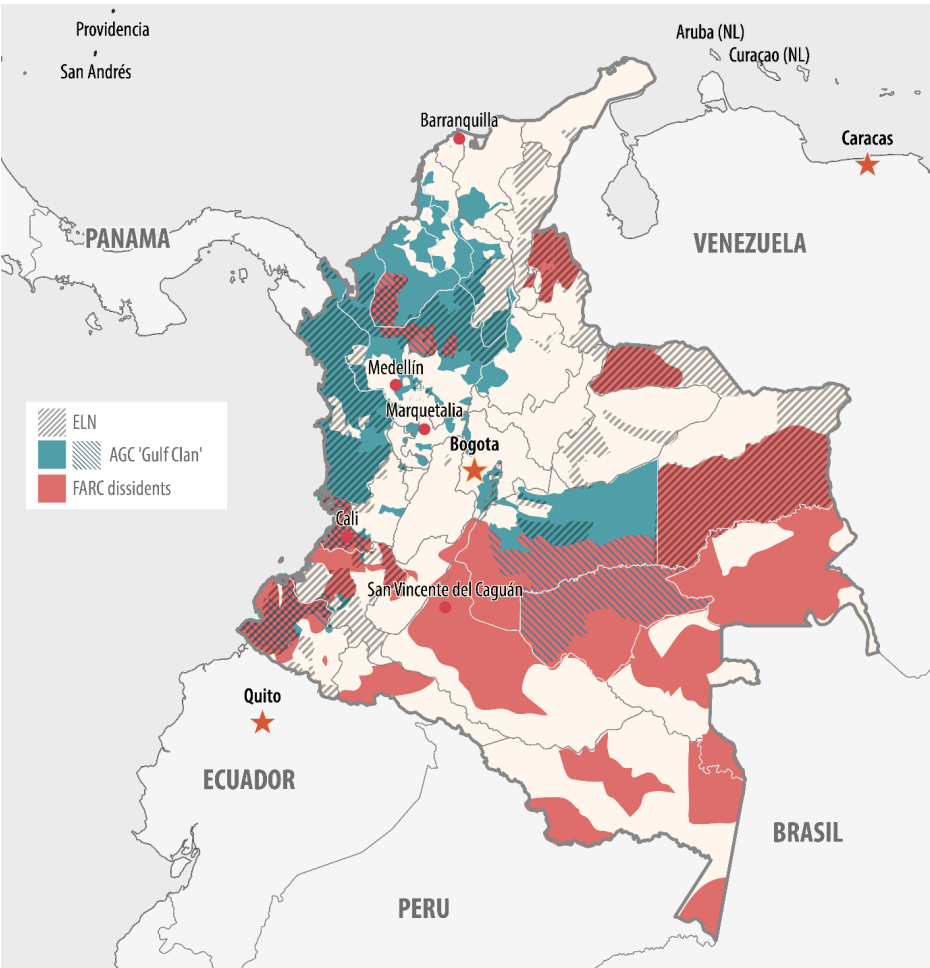 Providencia
San Andrés
Aruba (NL)
Curaçao (NL)
Barranquilla
Caracas
PANAMA
VENEZUELA
Medellín
Marquetalia
Bogota
ELN
AGC 'Gulf Clan'
FARC dissidents
Cali
San Vincente del Caguán
Quito
ECUADOR
BRASIL
PERU